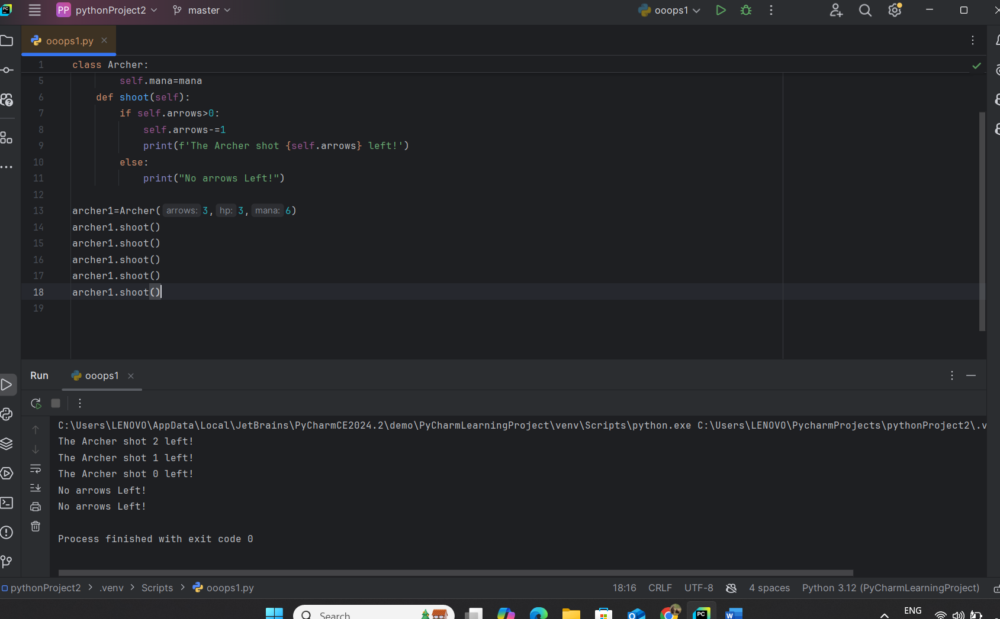 PC
PP pythonProject2 master ooops1
ooops1.py
1 class Archer:
5 self.mana=mana
6 def shoot(self):
7 if self.arrows>0:
8 self.arrows-=1
9 print(f'The Archer shot {self.arrows} left!')
10 else:
11 print("No arrows Left!")
12
13 archer1=Archer( arrows: 3, hp: 3, mana: 6)
14 archer1.shoot()
15 archer1.shoot()
16 archer1.shoot()
17 archer1.shoot()
18 archer1.shoot()
19
Run ooops1
C:\Users\LENOVO\AppData\Local\JetBrains\PyCharmCE2024.2\demo\PyCharmLearningProject\venv\Scripts\python.exe C:\Users\LENOVO\PycharmProjects\pythonProject2\.v
The Archer shot 2 left!
The Archer shot 1 left!
The Archer shot 0 left!
No arrows Left!
No arrows Left!
Process finished with exit code 0
pythonProject2 > .venv > Scripts > ooops1.py 18:16 CRLF UTF-8 4 spaces Python 3.12 (PyCharmLearningProject)
Search PC W ENG